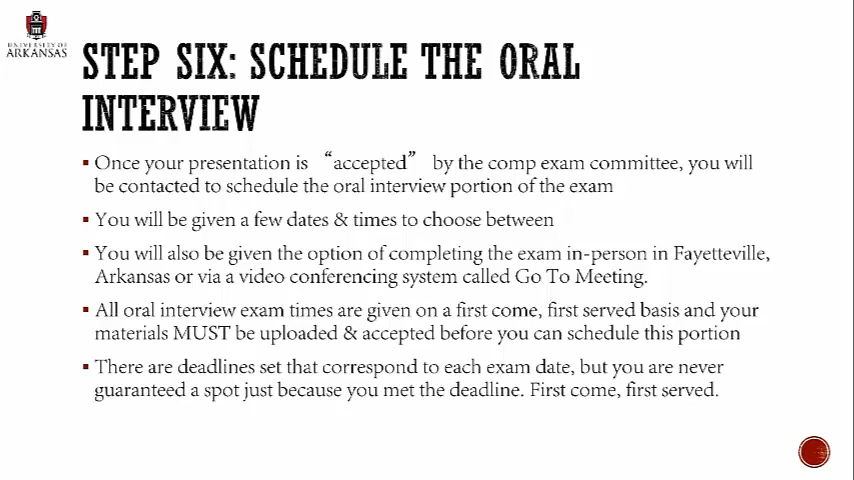 UNIVERSITY OF
ARKANSAS
STEP SIX: SCHEDULE THE ORAL
INTERVIEW
▪ Once your presentation is “accepted” by the comp exam committee, you will
be contacted to schedule the oral interview portion of the exam
▪ You will be given a few dates & times to choose between
▪ You will also be given the option of completing the exam in-person in Fayetteville,
Arkansas or via a video conferencing system called Go To Meeting.
▪ All oral interview exam times are given on a first come, first served basis and your
materials MUST be uploaded & accepted before you can schedule this portion
▪ There are deadlines set that correspond to each exam date, but you are never
guaranteed a spot just because you met the deadline. First come, first served.